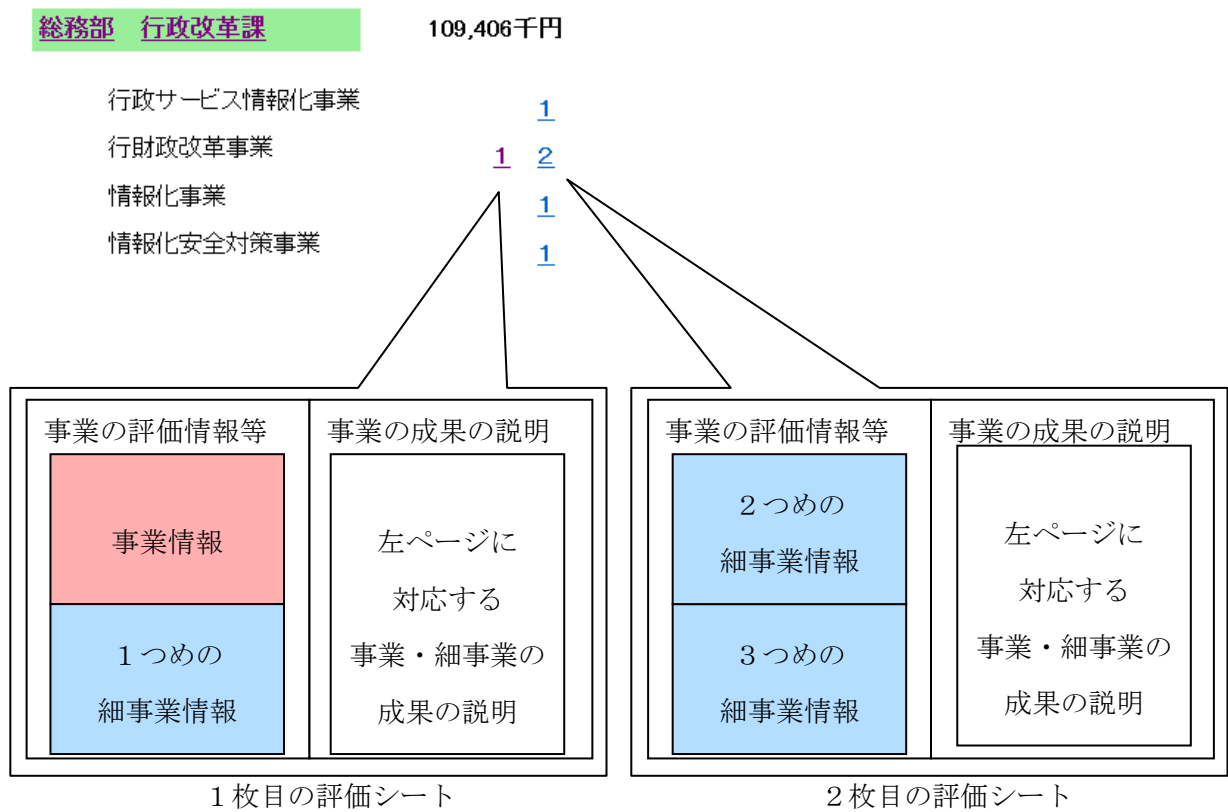 総務部　行政改革課　109,406千円
行政サービス情報化事業　1
行財政改革事業　1　2
情報化事業　1
情報化安全対策事業　1
事業の評価情報等
事業情報
１つめの
細事業情報
事業の成果の説明
左ページに
対応する
事業・細事業の
成果の説明
１枚目の評価シート
事業の評価情報等
２つめの
細事業情報
３つめの
細事業情報
事業の成果の説明
左ページに
対応する
事業・細事業の
成果の説明
２枚目の評価シート